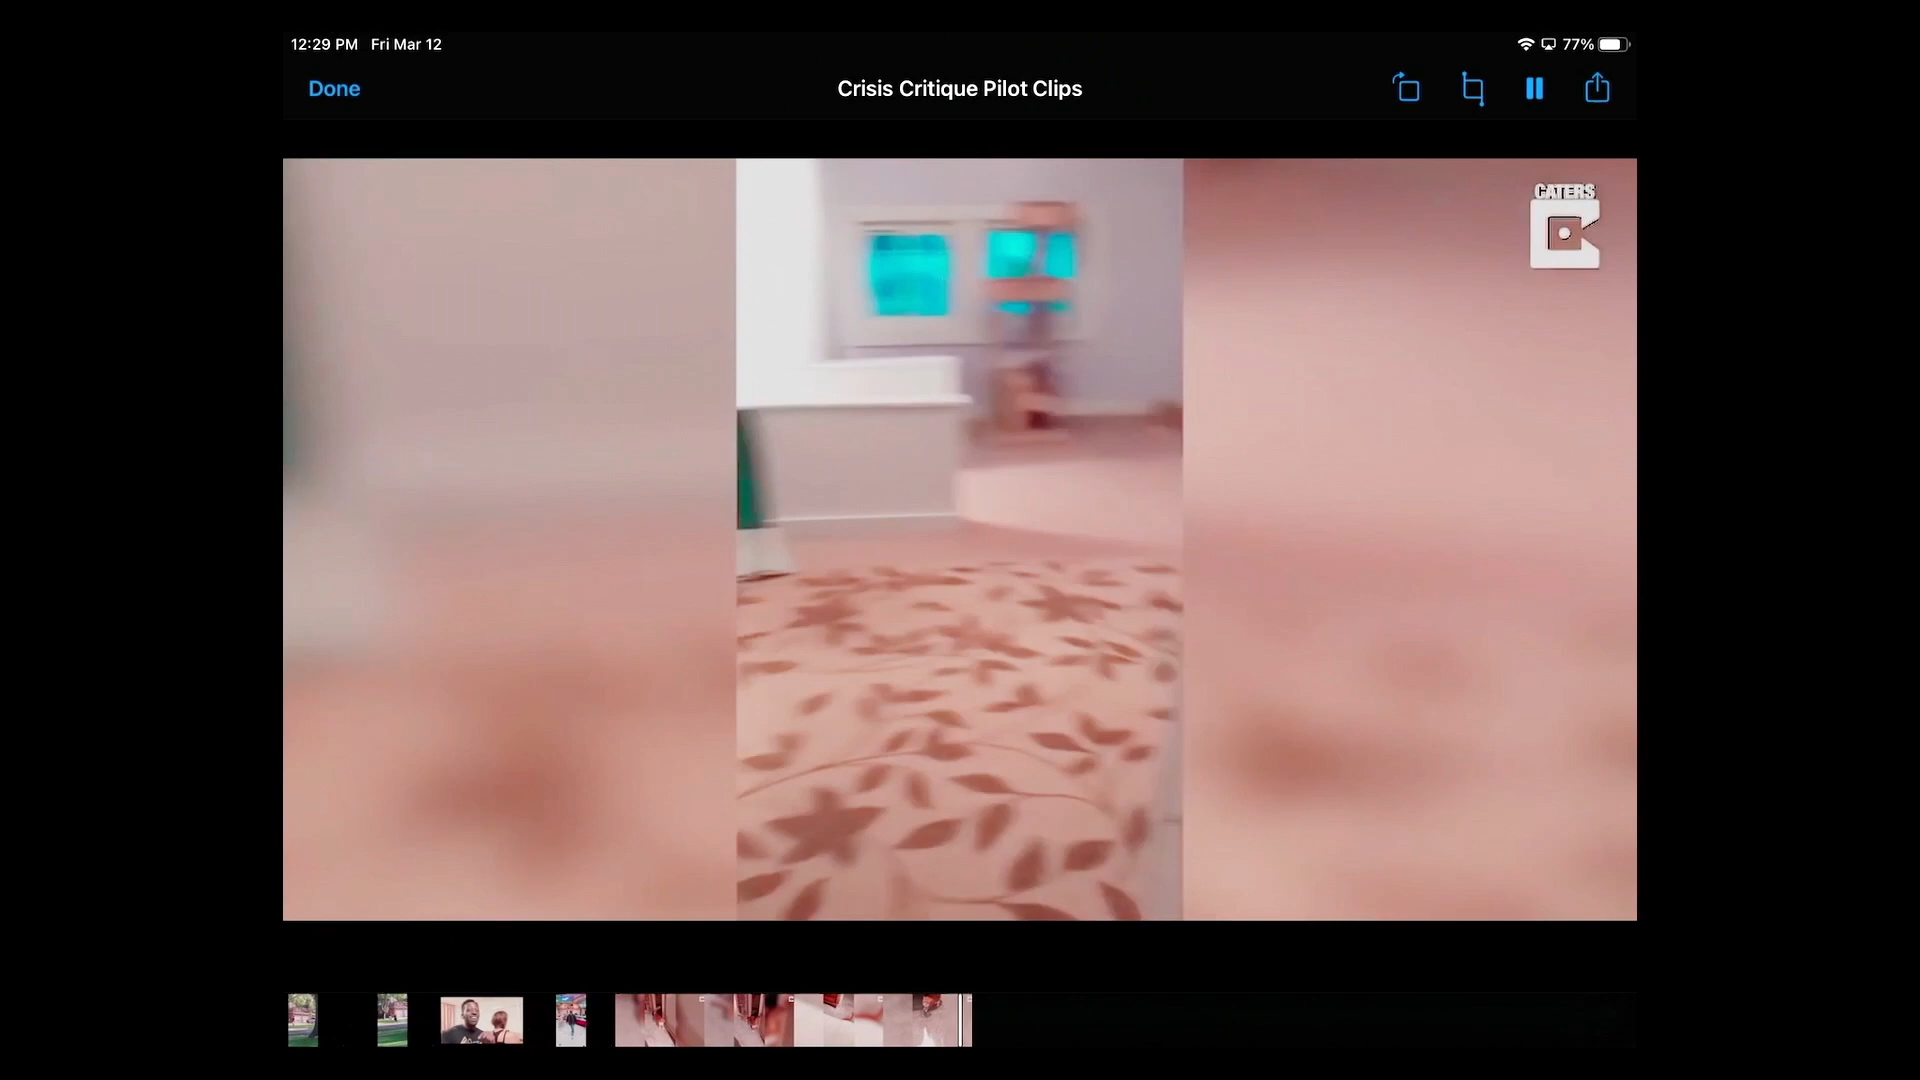 12:29 PM Fri Mar 12
77%
Done
Crisis Critique Pilot Clips
CATERS